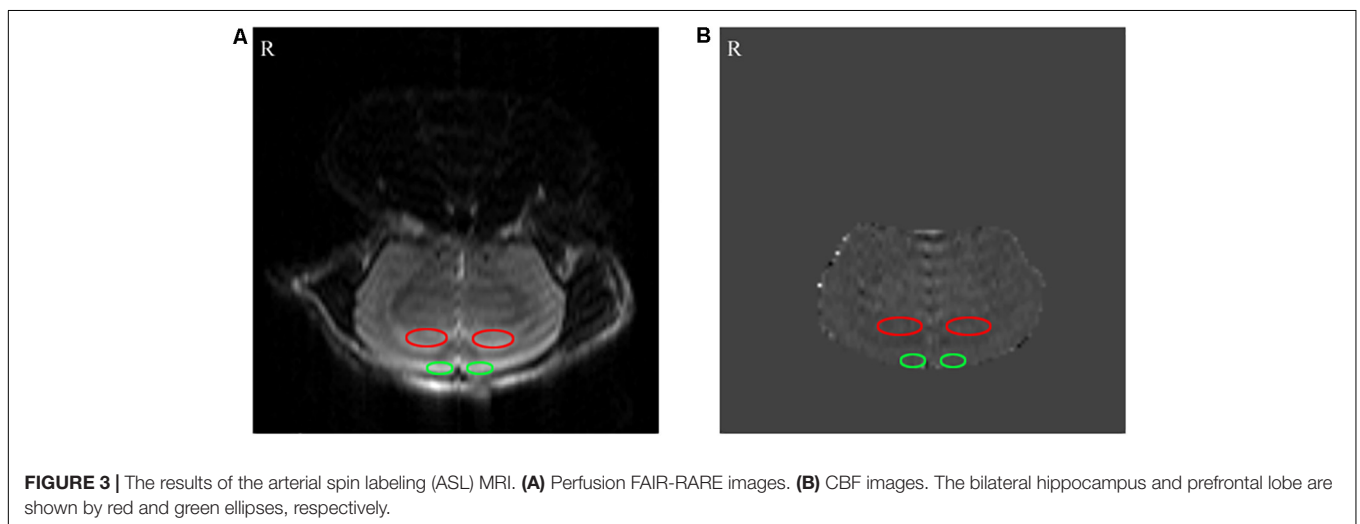 A
R
B
R
FIGURE 3 | The results of the arterial spin labeling (ASL) MRI. (A) Perfusion FAIR-RARE images. (B) CBF images. The bilateral hippocampus and prefrontal lobe are
shown by red and green ellipses, respectively.